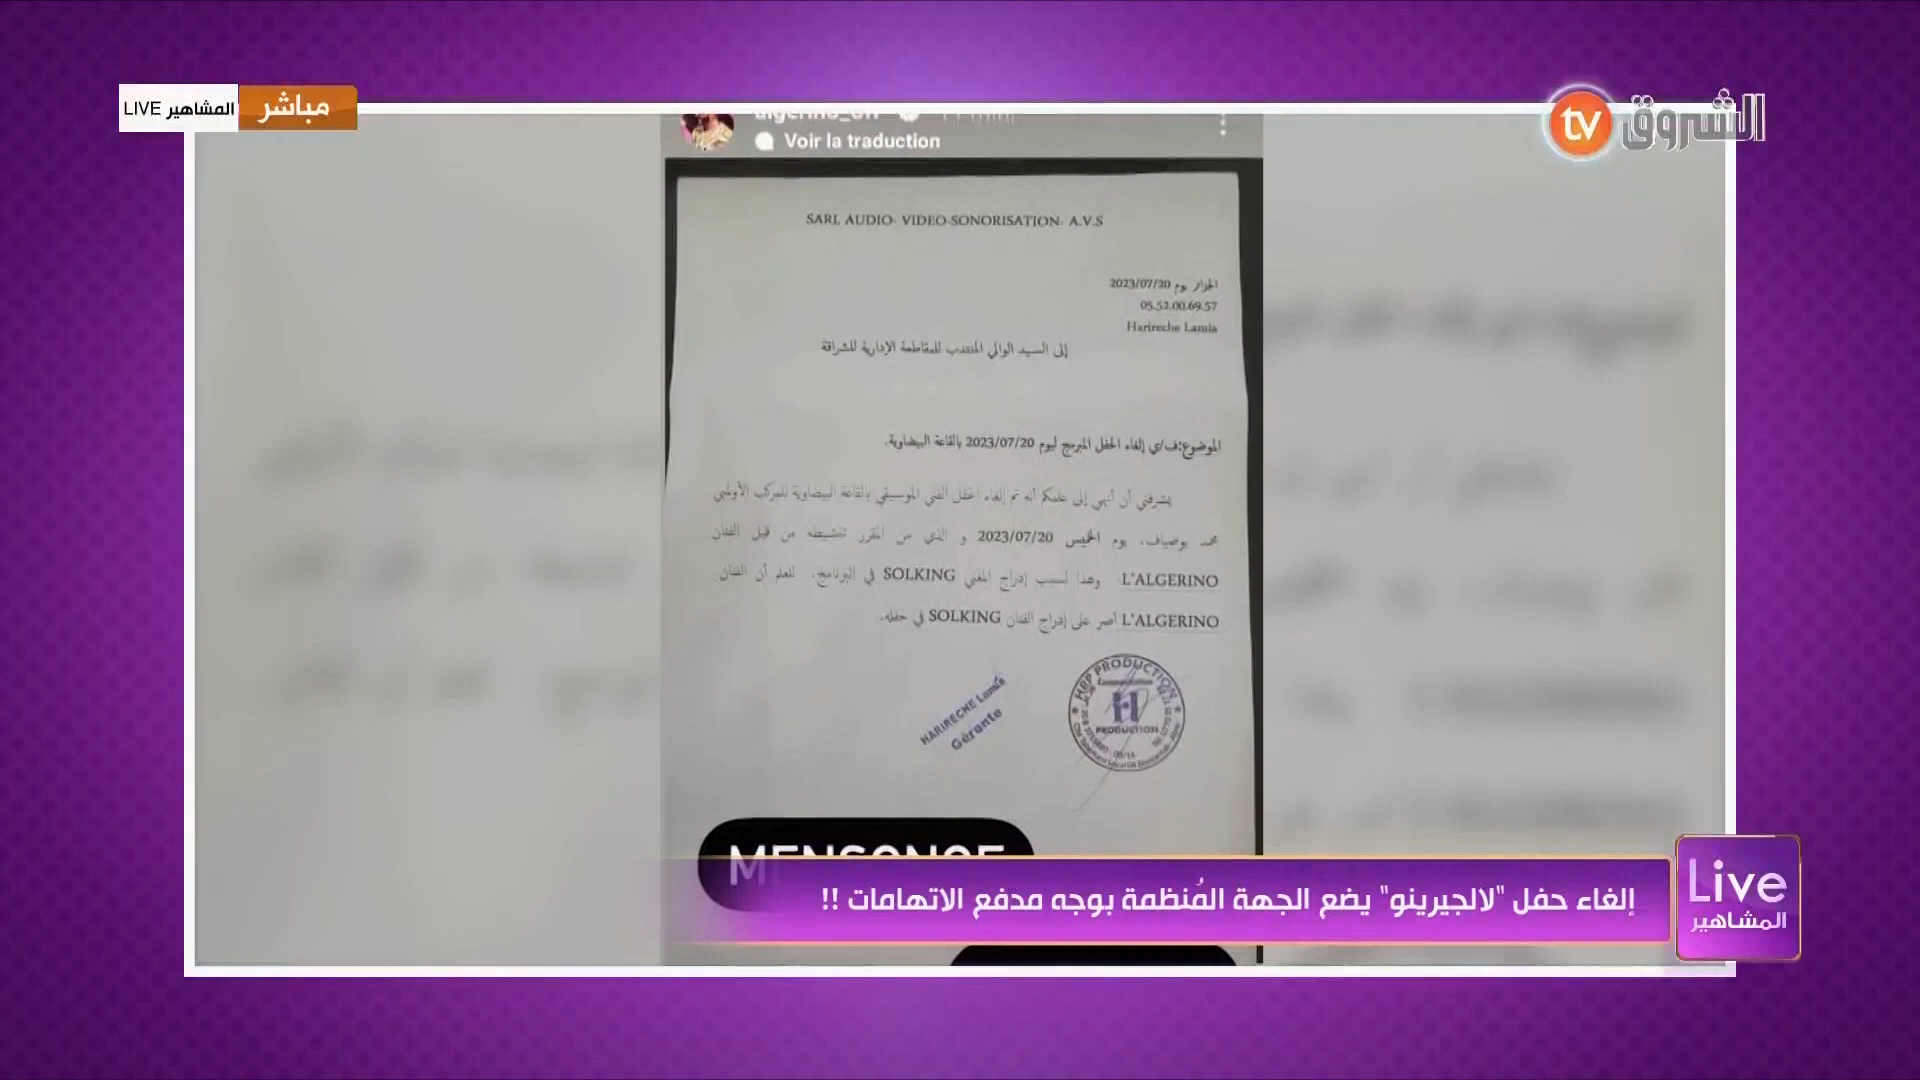 المشاهير LIVE
مباشر
الشروق tv
Voir la traduction
SARL AUDIO- VIDEO-SONORISATION- A.V.S
الجزائر يوم 2023/07/20
05.52.00.69.57
Harireche Lamia
إلى السيد الوالي المنتدب للمقاطعة الإدارية للشراقة
الموضوع:ف/ي إلغاء الحفل المبرمج ليوم 2023/07/20 بالقاعة البيضاوية.
يشرفني أن أنهي إلى علمكم أنه تم إلغاء الحفل الفني الموسيقي بالقاعة البيضاوية للمركب الأولمبي
محمد بوضياف، يوم الخميس 2023/07/20 و الذي من المقرر تنشيطه من قبل الفنان
L'ALGERINO وهذا لسبب إدراج المغني SOLKING في البرنامج، للعلم أن الفنان
L'ALGERINO أصر على إدراج الفنان SOLKING في حفله.
HARIRECHE Lamia
Gérante
HRP PRODUCTION
PRODUCTION
MENSONGE
إلغاء حفل "لالجيرينو" يضع الجهة المُنظمة بوجه مدفع الاتهامات !!
Live
المشاهير